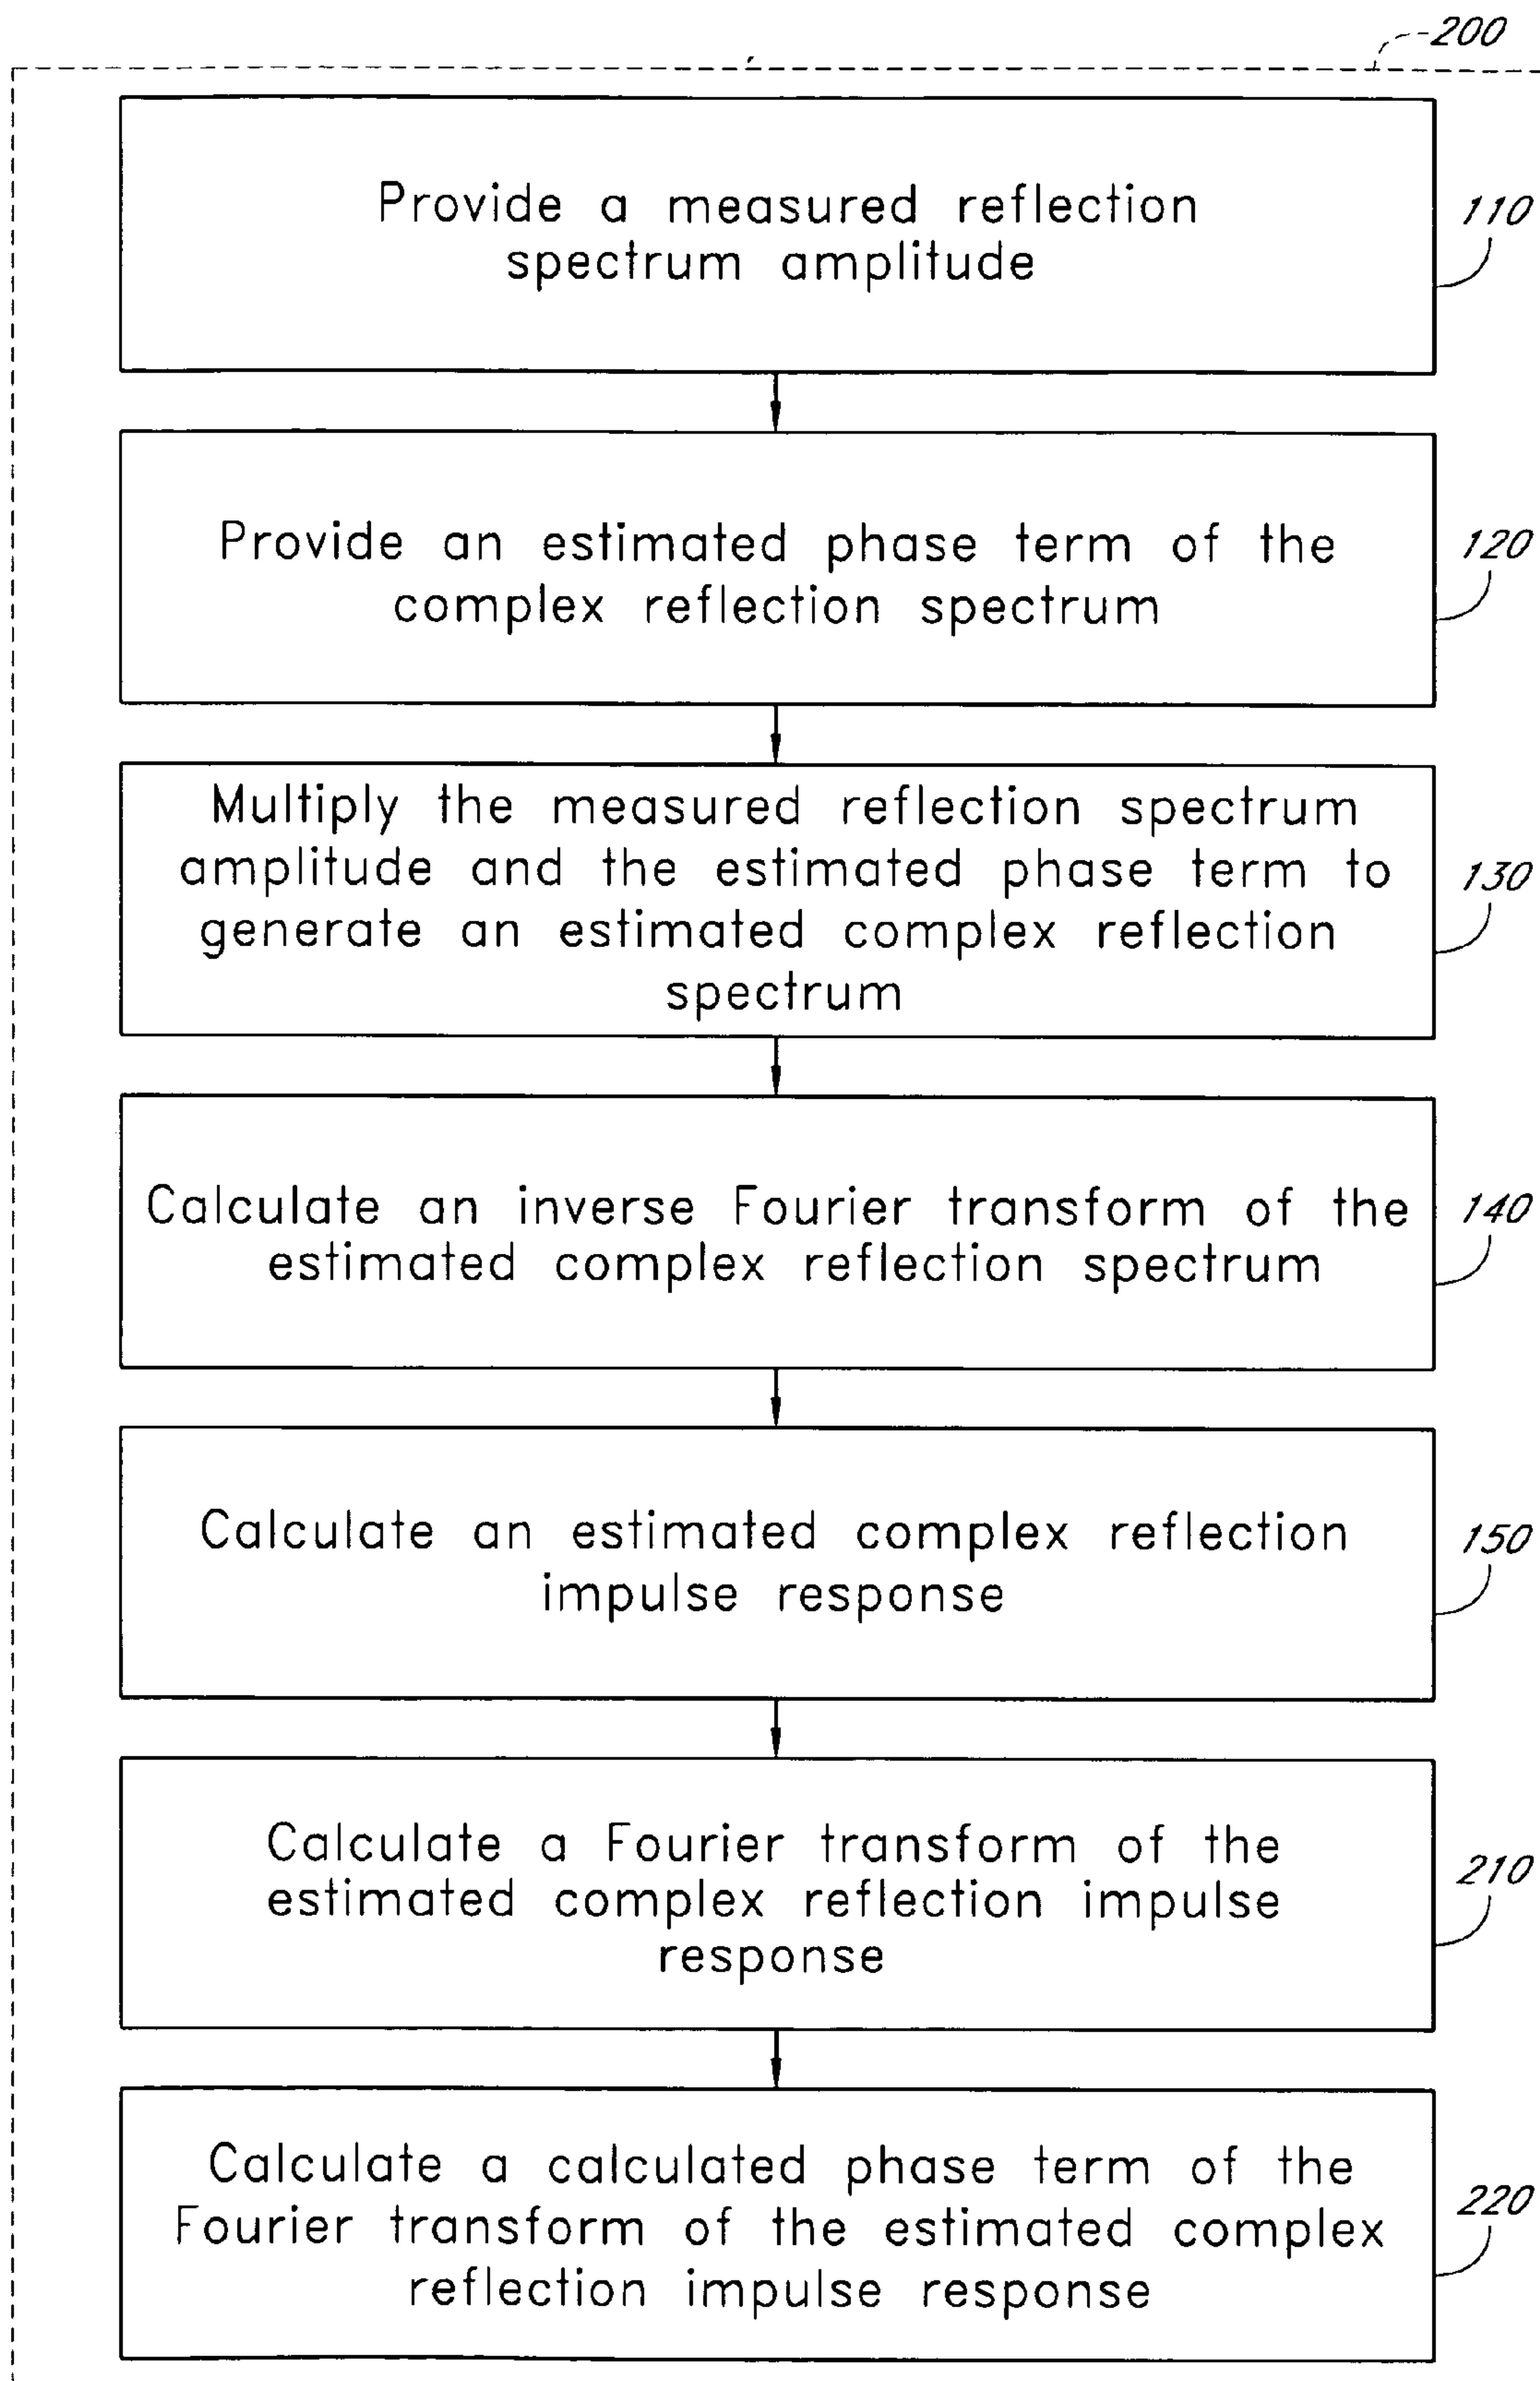 200
Provide a measured reflection
spectrum amplitude
110
Provide an estimated phase term of the
complex reflection spectrum
120
Multiply the measured reflection spectrum
amplitude and the estimated phase term to
generate an estimated complex reflection
spectrum
130
Calculate an inverse Fourier transform of the
estimated complex reflection spectrum
140
Calculate an estimated complex reflection
impulse response
150
Calculate a Fourier transform of the
estimated complex reflection impulse
response
210
Calculate a calculated phase term of the
Fourier transform of the estimated complex
reflection impulse response
220